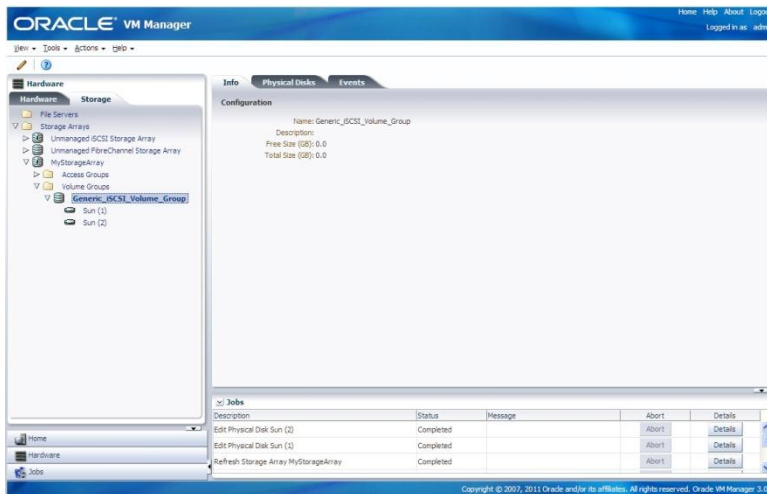 Home Help About Logou
ORACLE VM Manager
Logged in as adm
View Tools Actions Help
Hardware
Hardware Storage
File Servers
Storage Arrays
Unmanaged iSCSI Storage Array
Unmanaged FibreChannel Storage Array
MyStorageArray
Access Groups
Volume Groups
Generic_iSCSI_Volume_Group
Sun (1)
Sun (2)
Home
Hardware
Jobs
Info Physical Disks Events
Configuration
Name: Generic_iSCSI_Volume_Group
Description:
Free Size (GB): 0.0
Total Size (GB): 0.0
Jobs
Description Status Message Abort Details
Edit Physical Disk Sun (2) Completed Abort Details
Edit Physical Disk Sun (1) Completed Abort Details
Refresh Storage Array MyStorageArray Completed Abort Details
Copyright © 2007, 2011 Oracle and/or its affiliates. All rights reserved. Oracle VM Manager 3.0